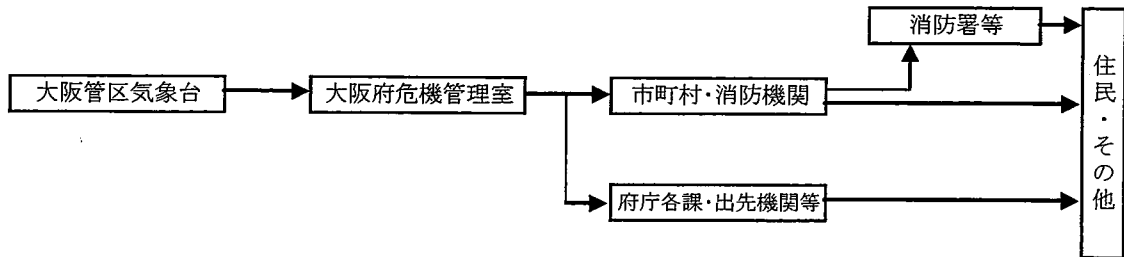 消防署等
大阪管区気象台
大阪府危機管理室
市町村・消防機関
府庁各課・出先機関等
住民・その他